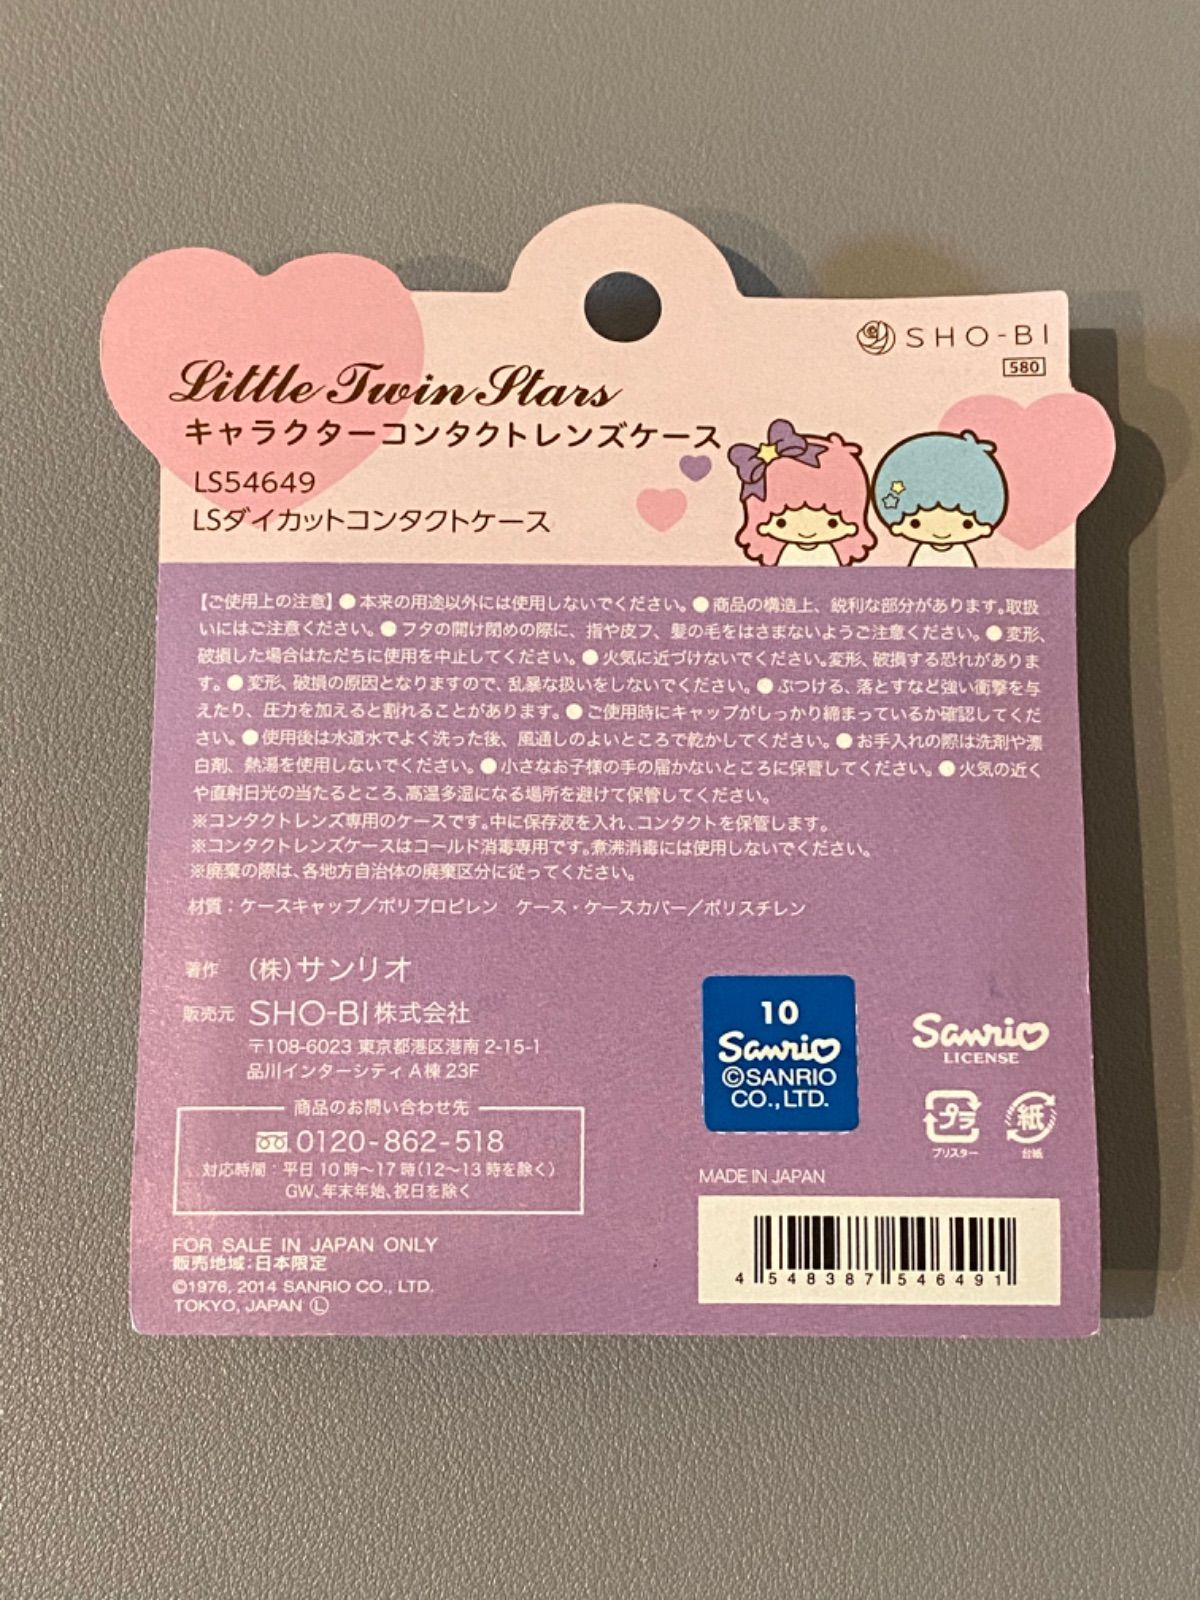 SHO-BI
580
Little Twin Stars
キャラクターコンタクトレンズケース
LS54649
LSダイカットコンタクトケース
【ご使用上の注意】●本来の用途以外には使用しないでください。●商品の構造上、鋭利な部分があります。取扱
いにはご注意ください。●フタの開け閉めの際に、指や皮フ、髪の毛をはさまないようご注意ください。●変形、
破損した場合はただちに使用を中止してください。●火気に近づけないでください。変形、破損する恐れがありま
す。●変形、破損の原因となりますので、乱暴な扱いをしないでください。●ぶつける、落とすなど強い衝撃を与
えたり、圧力を加えると割れることがあります。●ご使用時にキャップがしっかり締まっているか確認してくだ
さい。●使用後は水道水でよく洗った後、風通しのよいところで乾かしてください。●お手入れの際は洗剤や漂
白剤、熱湯を使用しないでください。●小さなお子様の手の届かないところに保管してください。●火気の近く
や直射日光の当たるところ、高温多湿になる場所を避けて保管してください。
※コンタクトレンズ専用のケースです。中に保存液を入れ、コンタクトを保管します。
※コンタクトレンズケースはコールド消毒専用です。煮沸消毒には使用しないでください。
※廃棄の際は、各地方自治体の廃棄区分に従ってください。
材質：ケースキャップ／ポリプロピレン ケース・ケースカバー／ポリスチレン
著作 (株)サンリオ
販売元 SHO-BI株式会社
〒108-6023 東京都港区港南 2-15-1
品川インターシティ A棟 23F
商品のお問い合わせ先
0120-862-518
対応時間：平日10時〜17時(12〜13時を除く)
GW、年末年始、祝日を除く
FOR SALE IN JAPAN ONLY
販売地域：日本限定
©1976, 2014 SANRIO CO., LTD.
TOKYO, JAPAN Ⓛ
10
Sanrio
©SANRIO
CO., LTD.
Sanrio
LICENSE
プラ
ブリスター
紙
台紙
MADE IN JAPAN
4 548387 546491